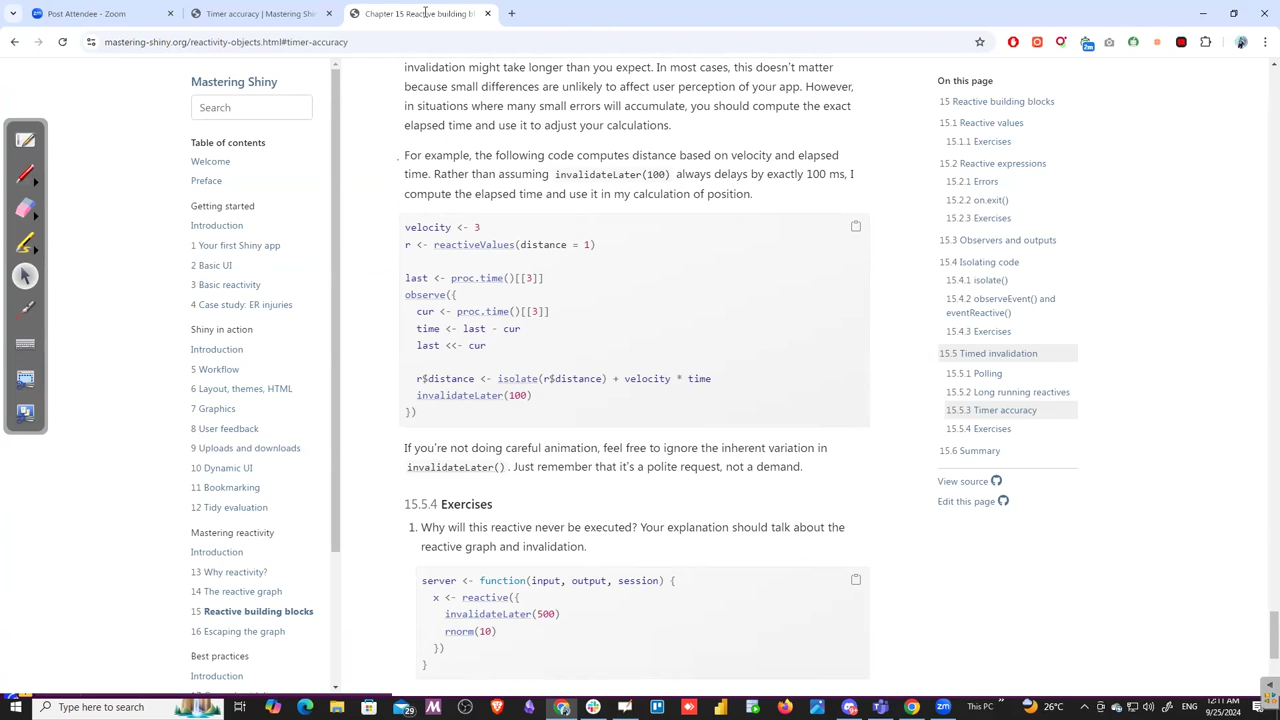 Post Attendee - Zoom
Timer accuracy | Mastering Shin
Chapter 15 Reactive building b
mastering-shiny.org/reactivity-objects.html#timer-accuracy
Mastering Shiny
Search
Table of contents
Welcome
Preface
Getting started
Introduction
1 Your first Shiny app
2 Basic UI
3 Basic reactivity
4 Case study: ER injuries
Shiny in action
Introduction
5 Workflow
6 Layout, themes, HTML
7 Graphics
8 User feedback
9 Uploads and downloads
10 Dynamic UI
11 Bookmarking
12 Tidy evaluation
Mastering reactivity
Introduction
13 Why reactivity?
14 The reactive graph
15 Reactive building blocks
16 Escaping the graph
Best practices
Introduction
invalidation might take longer than you expect. In most cases, this doesn't matter
because small differences are unlikely to affect user perception of your app. However,
in situations where many small errors will accumulate, you should compute the exact
elapsed time and use it to adjust your calculations.
For example, the following code computes distance based on velocity and elapsed
time. Rather than assuming invalidateLater(100) always delays by exactly 100 ms, I
compute the elapsed time and use it in my calculation of position.
velocity <- 3
r <- reactiveValues(distance = 1)
last <- proc.time()[[3]]
observe({
cur <- proc.time()[[3]]
time <- last - cur
last <<- cur
r$distance <- isolate(r$distance) + velocity * time
invalidateLater(100)
})
If you're not doing careful animation, feel free to ignore the inherent variation in
invalidateLater(). Just remember that it's a polite request, not a demand.
15.5.4 Exercises
1. Why will this reactive never be executed? Your explanation should talk about the
reactive graph and invalidation.
server <- function(input, output, session) {
x <- reactive({
invalidateLater(500)
rnorm(10)
})
}
On this page
15 Reactive building blocks
15.1 Reactive values
15.1.1 Exercises
15.2 Reactive expressions
15.2.1 Errors
15.2.2 on.exit()
15.2.3 Exercises
15.3 Observers and outputs
15.4 Isolating code
15.4.1 isolate()
15.4.2 observeEvent() and
eventReactive()
15.4.3 Exercises
15.5 Timed invalidation
15.5.1 Polling
15.5.2 Long running reactives
15.5.3 Timer accuracy
15.5.4 Exercises
15.6 Summary
View source
Edit this page
Type here to search
This PC
26°C
12:11 AM
9/25/2024